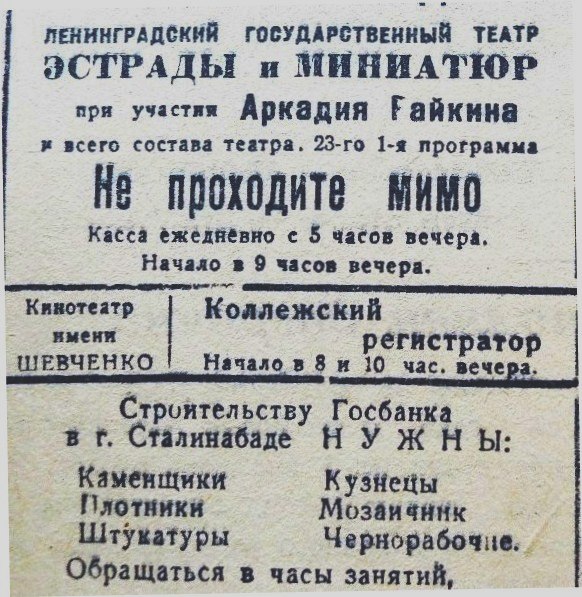 ЛЕНИНГРАДСКИЙ ГОСУДАРСТВЕННЫЙ ТЕАТР
ЭСТРАДЫ и МИНИАТЮР
при участии Аркадия Гайкина
и всего состава театра. 23-го 1-я программа
Не проходите мимо
Касса ежедневно с 5 часов вечера.
Начало в 9 часов вечера.
Кинотеатр
имени
ШЕВЧЕНКО
Коллежский
регистратор
Начало в 8 и 10 час. вечера.
Строительству Госбанка
в г. Сталинабаде НУЖНЫ:
Каменщики Кузнецы
Плотники Мозаичник
Штукатуры Чернорабочие.
Обращаться в часы занятий,